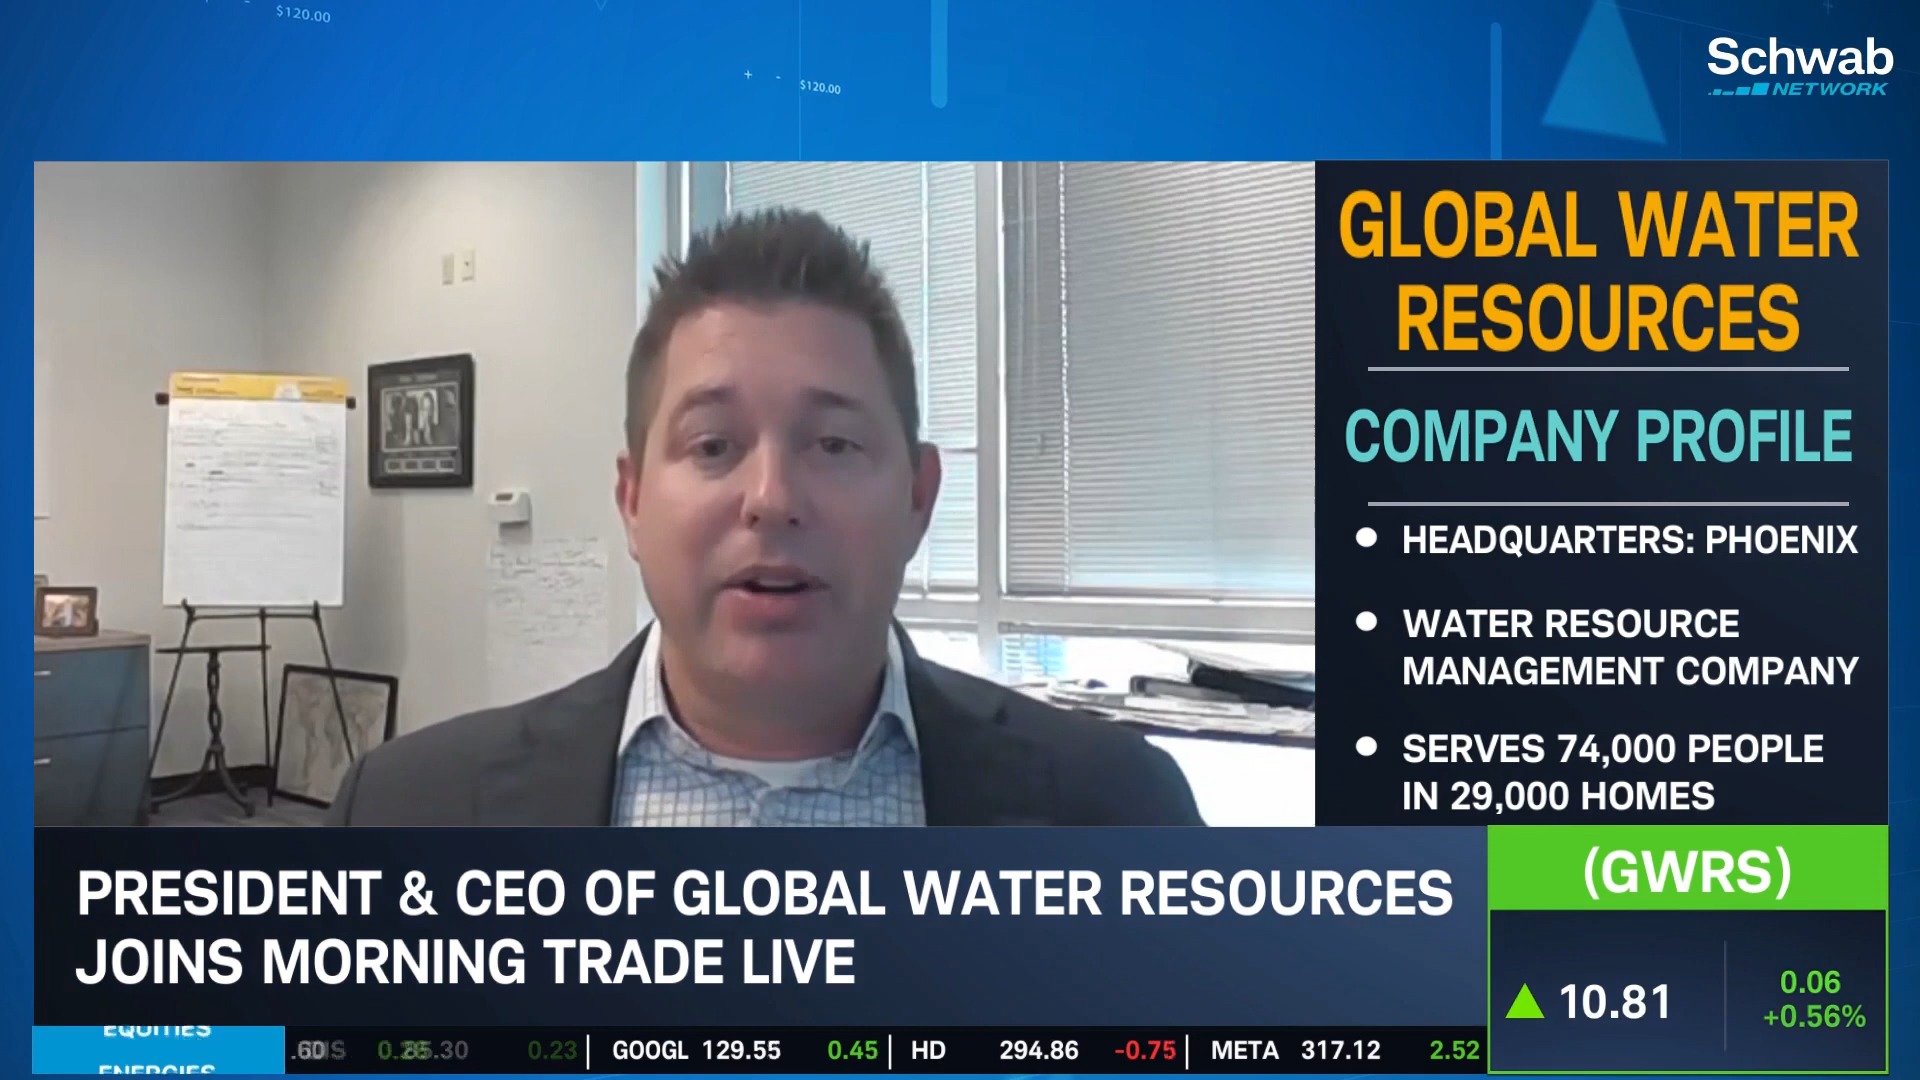 $120.00
+ - $120.00
Schwab
NETWORK
GLOBAL WATER
RESOURCES
COMPANY PROFILE
● HEADQUARTERS: PHOENIX
● WATER RESOURCE
MANAGEMENT COMPANY
● SERVES 74,000 PEOPLE
IN 29,000 HOMES
PRESIDENT & CEO OF GLOBAL WATER RESOURCES
JOINS MORNING TRADE LIVE
(GWRS)
▲ 10.81
0.06
+0.56%
EQUITIES
ENERGIES
.60 0.23 GOOGL 129.55 0.45 HD 294.86 -0.75 META 317.12 2.52